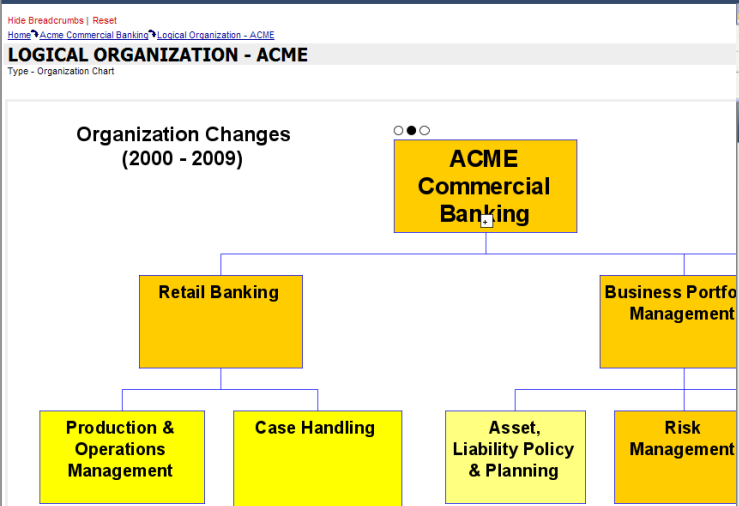 Hide Breadcrumbs | Reset
Home Acme Commercial Banking Logical Organization - ACME
LOGICAL ORGANIZATION - ACME
Type - Organization Chart
Organization Changes
(2000 - 2009)
ACME
Commercial
Banking
Retail Banking
Business Portfo
Management
Production &
Operations
Management
Case Handling
Asset,
Liability Policy
& Planning
Risk
Management